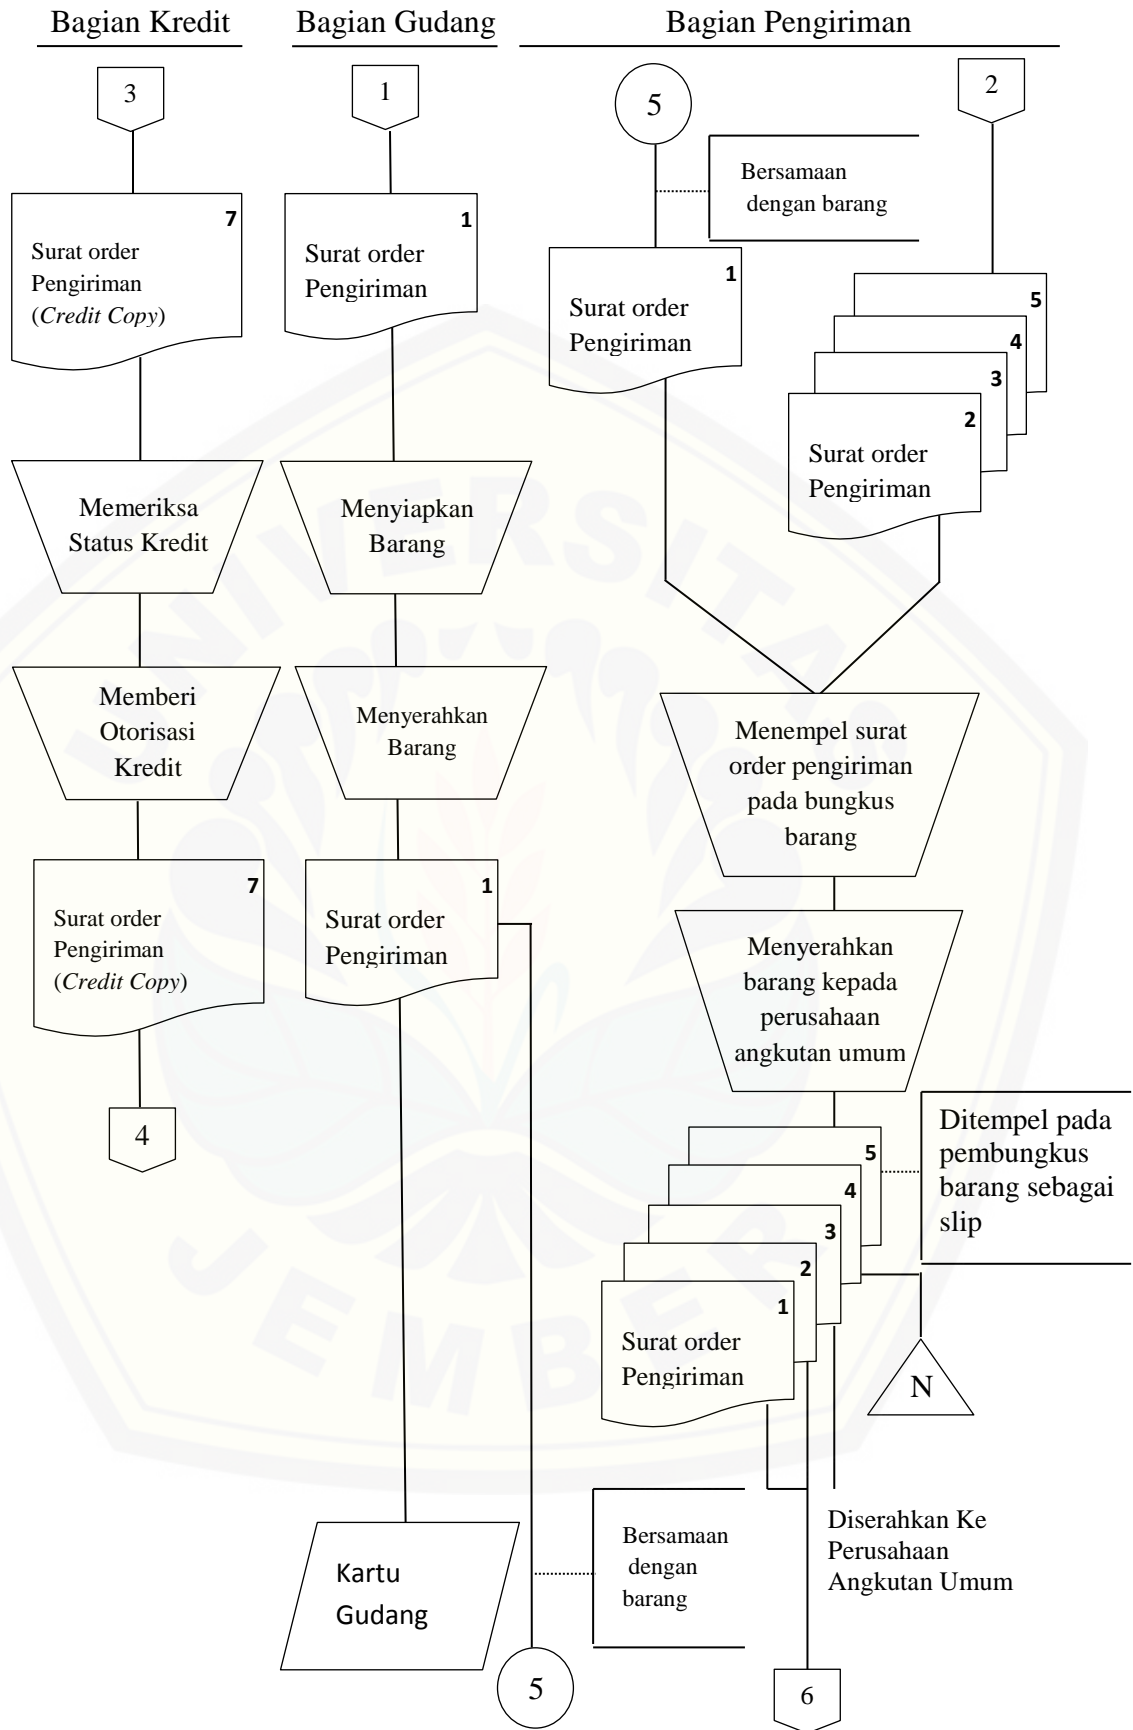 Bagian Kredit
3
7
Surat order
Pengiriman
(Credit Copy)
Memeriksa
Status Kredit
Memberi
Otorisasi
Kredit
7
Surat order
Pengiriman
(Credit Copy)
4
Bagian Gudang
1
1
Surat order
Pengiriman
Menyiapkan
Barang
Menyerahkan
Barang
1
Surat order
Pengiriman
Kartu
Gudang
5
Bersamaan
dengan
barang
Bagian Pengiriman
5
Bersamaan
dengan barang
1
Surat order
Pengiriman
2
5
4
3
2
Surat order
Pengiriman
Menempel surat
order pengiriman
pada bungkus
barang
Menyerahkan
barang kepada
perusahaan
angkutan umum
5
4
3
2
1
Surat order
Pengiriman
Ditempel pada
pembungkus
barang sebagai
slip
N
Diserahkan Ke
Perusahaan
Angkutan Umum
6
UNIVERSITAS
JEMBER